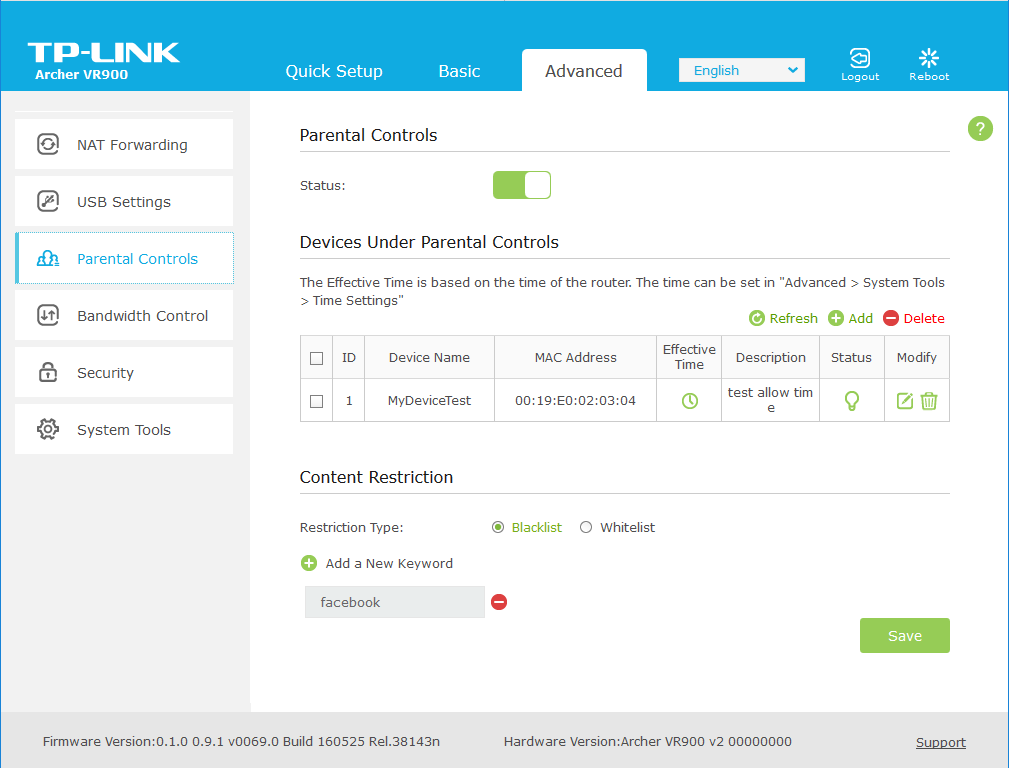 TP-LINK
Archer VR900
Quick Setup
Basic
Advanced
English
Logout
Reboot
NAT Forwarding
USB Settings
Parental Controls
Bandwidth Control
Security
System Tools
Parental Controls
?
Status:
Devices Under Parental Controls
The Effective Time is based on the time of the router. The time can be set in "Advanced > System Tools
> Time Settings"
Refresh Add Delete
ID Device Name MAC Address Effective Time Description Status Modify
1 MyDeviceTest 00:19:E0:02:03:04 test allow tim
e
Content Restriction
Restriction Type: Blacklist Whitelist
Add a New Keyword
facebook
Save
Firmware Version:0.1.0 0.9.1 v0069.0 Build 160525 Rel.38143n Hardware Version:Archer VR900 v2 00000000 Support